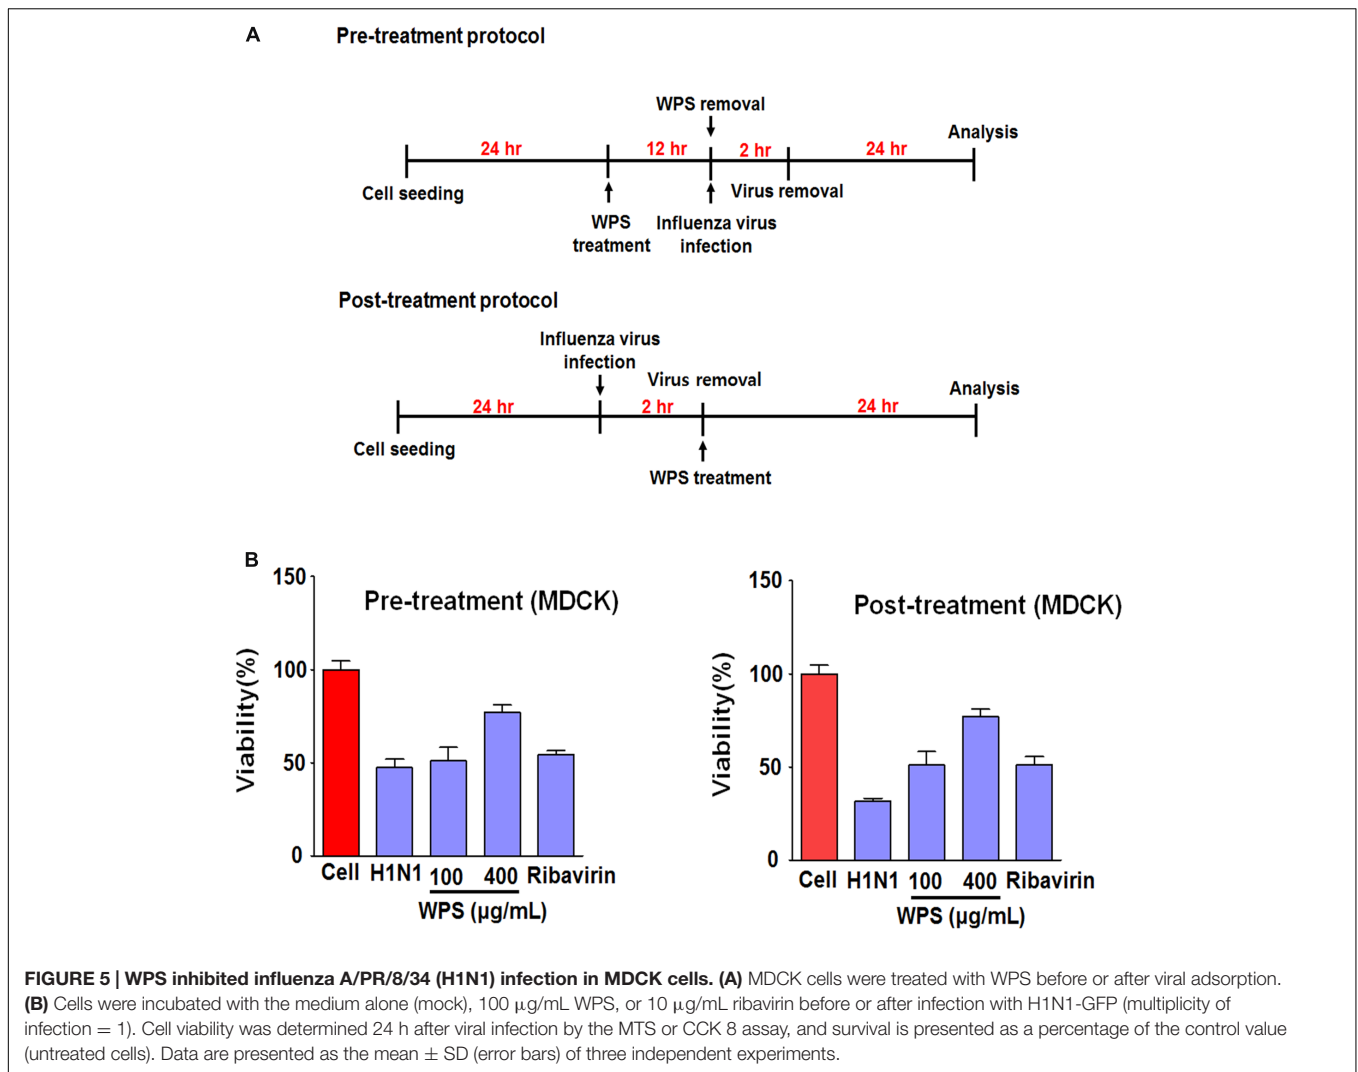 A
Pre-treatment protocol
WPS removal
Analysis
24 hr
12 hr
2 hr
24 hr
Cell seeding
Virus removal
WPS
treatment
Influenza virus
infection
Post-treatment protocol
Influenza virus
infection
Virus removal
Analysis
24 hr
2 hr
24 hr
Cell seeding
WPS treatment
B
Pre-treatment (MDCK)
Viability(%)
150
100
50
0
Cell
H1N1
100
400
Ribavirin
WPS (µg/mL)
Post-treatment (MDCK)
Viability(%)
150
100
50
0
Cell
H1N1
100
400
Ribavirin
WPS (µg/mL)
FIGURE 5 | WPS inhibited influenza A/PR/8/34 (H1N1) infection in MDCK cells. (A) MDCK cells were treated with WPS before or after viral adsorption.
(B) Cells were incubated with the medium alone (mock), 100 µg/mL WPS, or 10 µg/mL ribavirin before or after infection with H1N1-GFP (multiplicity of
infection = 1). Cell viability was determined 24 h after viral infection by the MTS or CCK 8 assay, and survival is presented as a percentage of the control value
(untreated cells). Data are presented as the mean ± SD (error bars) of three independent experiments.